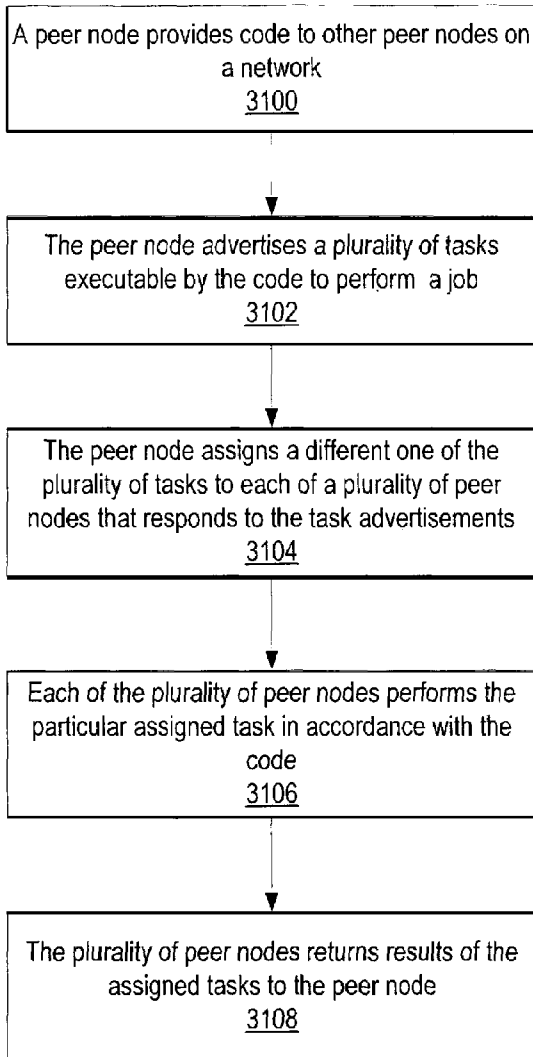 A peer node provides code to other peer nodes on
a network
3100
The peer node advertises a plurality of tasks
executable by the code to perform a job
3102
The peer node assigns a different one of the
plurality of tasks to each of a plurality of peer
nodes that responds to the task advertisements
3104
Each of the plurality of peer nodes performs the
particular assigned task in accordance with the
code
3106
The plurality of peer nodes returns results of the
assigned tasks to the peer node
3108